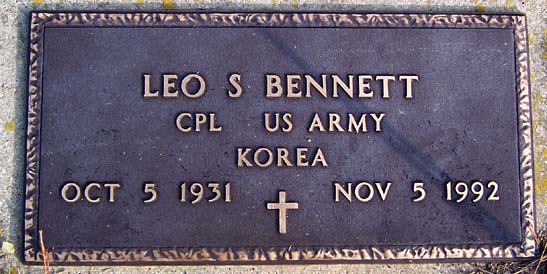 LEO S BENNETT
CPL US ARMY
KOREA
OCT 5 1931 NOV 5 1992